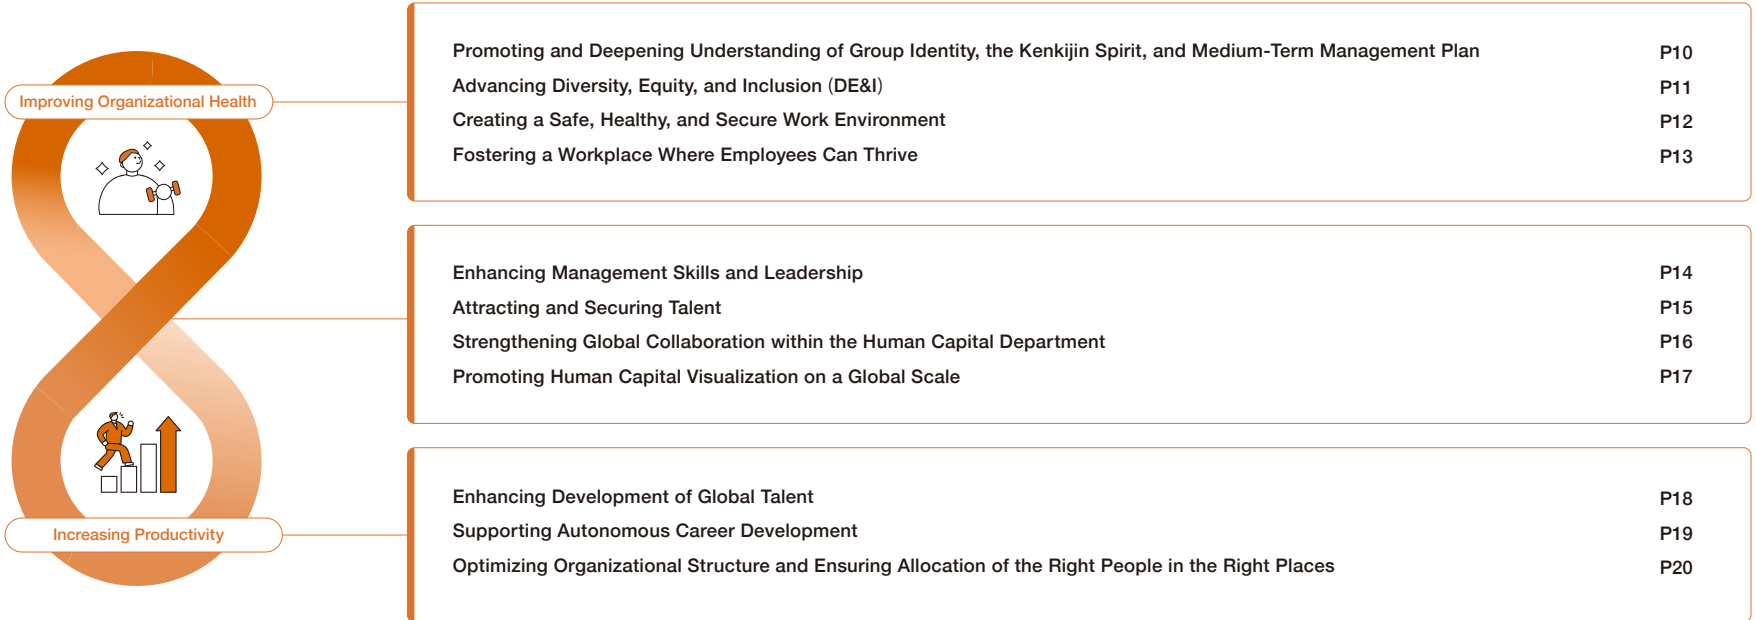 Improving Organizational Health
Promoting and Deepening Understanding of Group Identity, the Kenkijin Spirit, and Medium-Term Management Plan P10
Advancing Diversity, Equity, and Inclusion (DE&I) P11
Creating a Safe, Healthy, and Secure Work Environment P12
Fostering a Workplace Where Employees Can Thrive P13
Enhancing Management Skills and Leadership P14
Attracting and Securing Talent P15
Strengthening Global Collaboration within the Human Capital Department P16
Promoting Human Capital Visualization on a Global Scale P17
Increasing Productivity
Enhancing Development of Global Talent P18
Supporting Autonomous Career Development P19
Optimizing Organizational Structure and Ensuring Allocation of the Right People in the Right Places P20